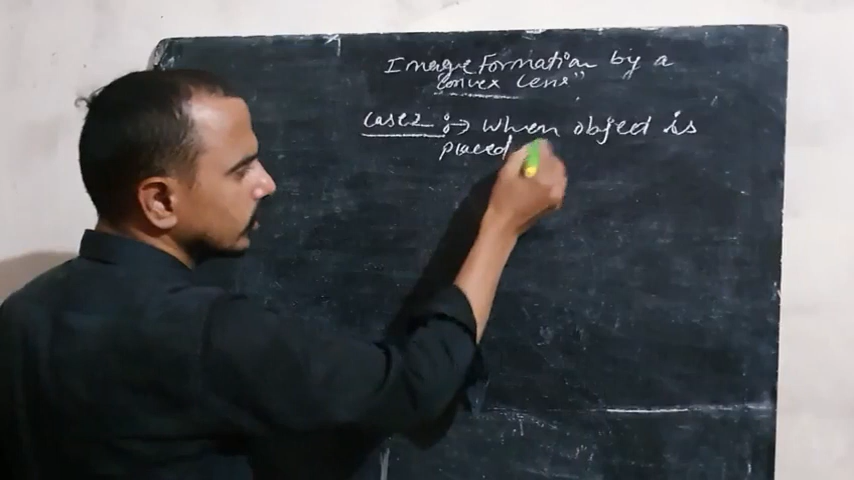 Image Formation by a
Convex Lens"
Case 2 :→ When object is
placed